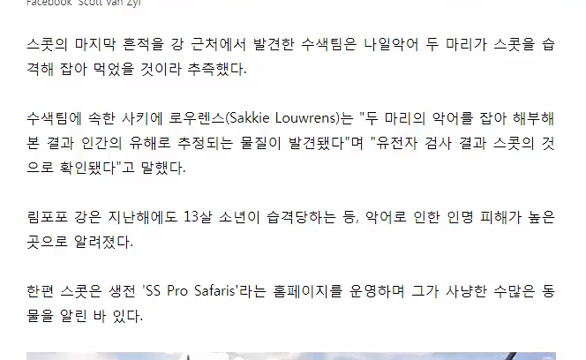 Facebook 'Scott Van Zyl'
스콧의 마지막 흔적을 강 근처에서 발견한 수색팀은 나일악어 두 마리가 스콧을 습
격해 잡아 먹었을 것이라 추측했다.
수색팀에 속한 사키에 로우렌스(Sakkie Louwrens)는 "두 마리의 악어를 잡아 해부해
본 결과 인간의 유해로 추정되는 물질이 발견됐다"며 "유전자 검사 결과 스콧의 것
으로 확인됐다"고 말했다.
림포포 강은 지난해에도 13살 소년이 습격당하는 등, 악어로 인한 인명 피해가 높은
곳으로 알려졌다.
한편 스콧은 생전 'SS Pro Safaris'라는 홈페이지를 운영하며 그가 사냥한 수많은 동
물을 알린 바 있다.